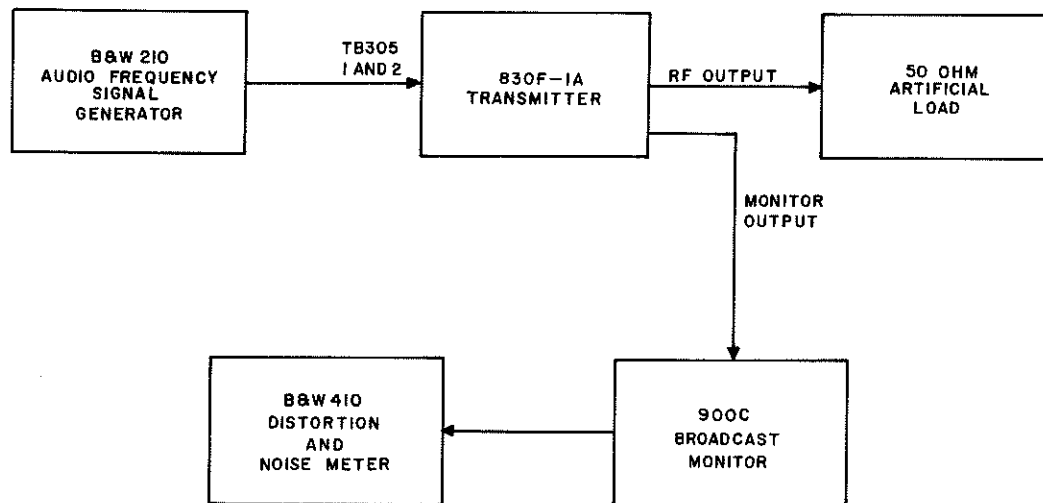 B&W 210
AUDIO FREQUENCY
SIGNAL
GENERATOR
TB305
1 AND 2
830F-1A
TRANSMITTER
RF OUTPUT
50 OHM
ARTIFICIAL
LOAD
MONITOR
OUTPUT
B&W 410
DISTORTION
AND
NOISE METER
900C
BROADCAST
MONITOR